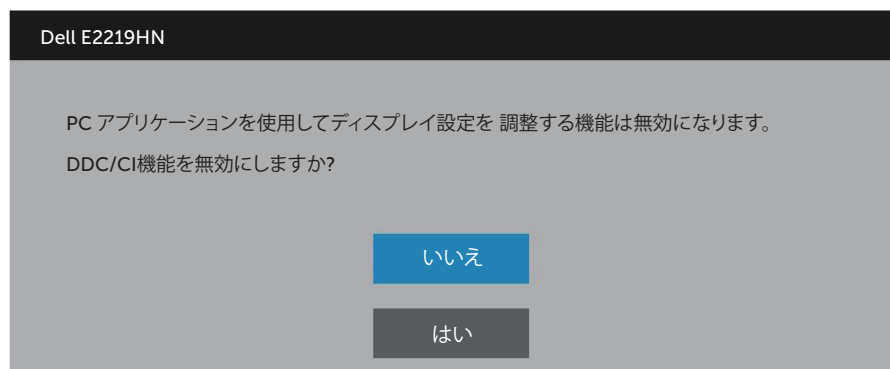 Dell E2219HN
PC アプリケーションを使用してディスプレイ設定を 調整する機能は無効になります。
DDC/CI機能を無効にしますか?
いいえ
はい